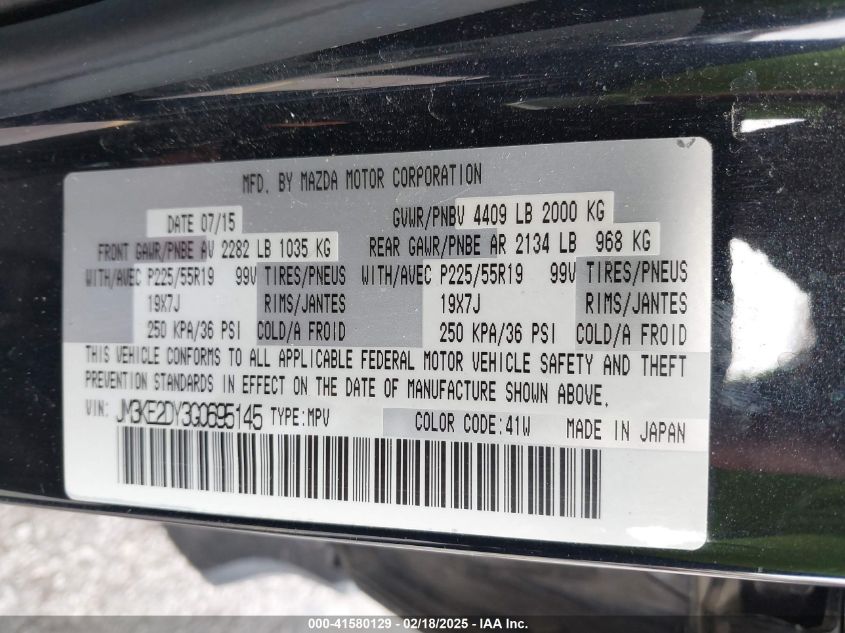 MFD. BY MAZDA MOTOR CORPORATION
DATE 07/15 GVWR/PNBV 4409 LB 2000 KG
FRONT GAWR/PNBE AV 2282 LB 1035 KG REAR GAWR/PNBE AR 2134 LB 968 KG
WITH/AVEC P225/55R19 99V TIRES/PNEUS WITH/AVEC P225/55R19 99V TIRES/PNEUS
19X7J RIMS/JANTES 19X7J RIMS/JANTES
250 KPA/36 PSI COLD/A FROID 250 KPA/36 PSI COLD/A FROID
THIS VEHICLE CONFORMS TO ALL APPLICABLE FEDERAL MOTOR VEHICLE SAFETY AND THEFT
PREVENTION STANDARDS IN EFFECT ON THE DATE OF MANUFACTURE SHOWN ABOVE.
VIN: JM3KE2DY3G0695145 TYPE:MPV COLOR CODE:41W MADE IN JAPAN
000-41580129 - 02/18/2025 - IAA Inc.